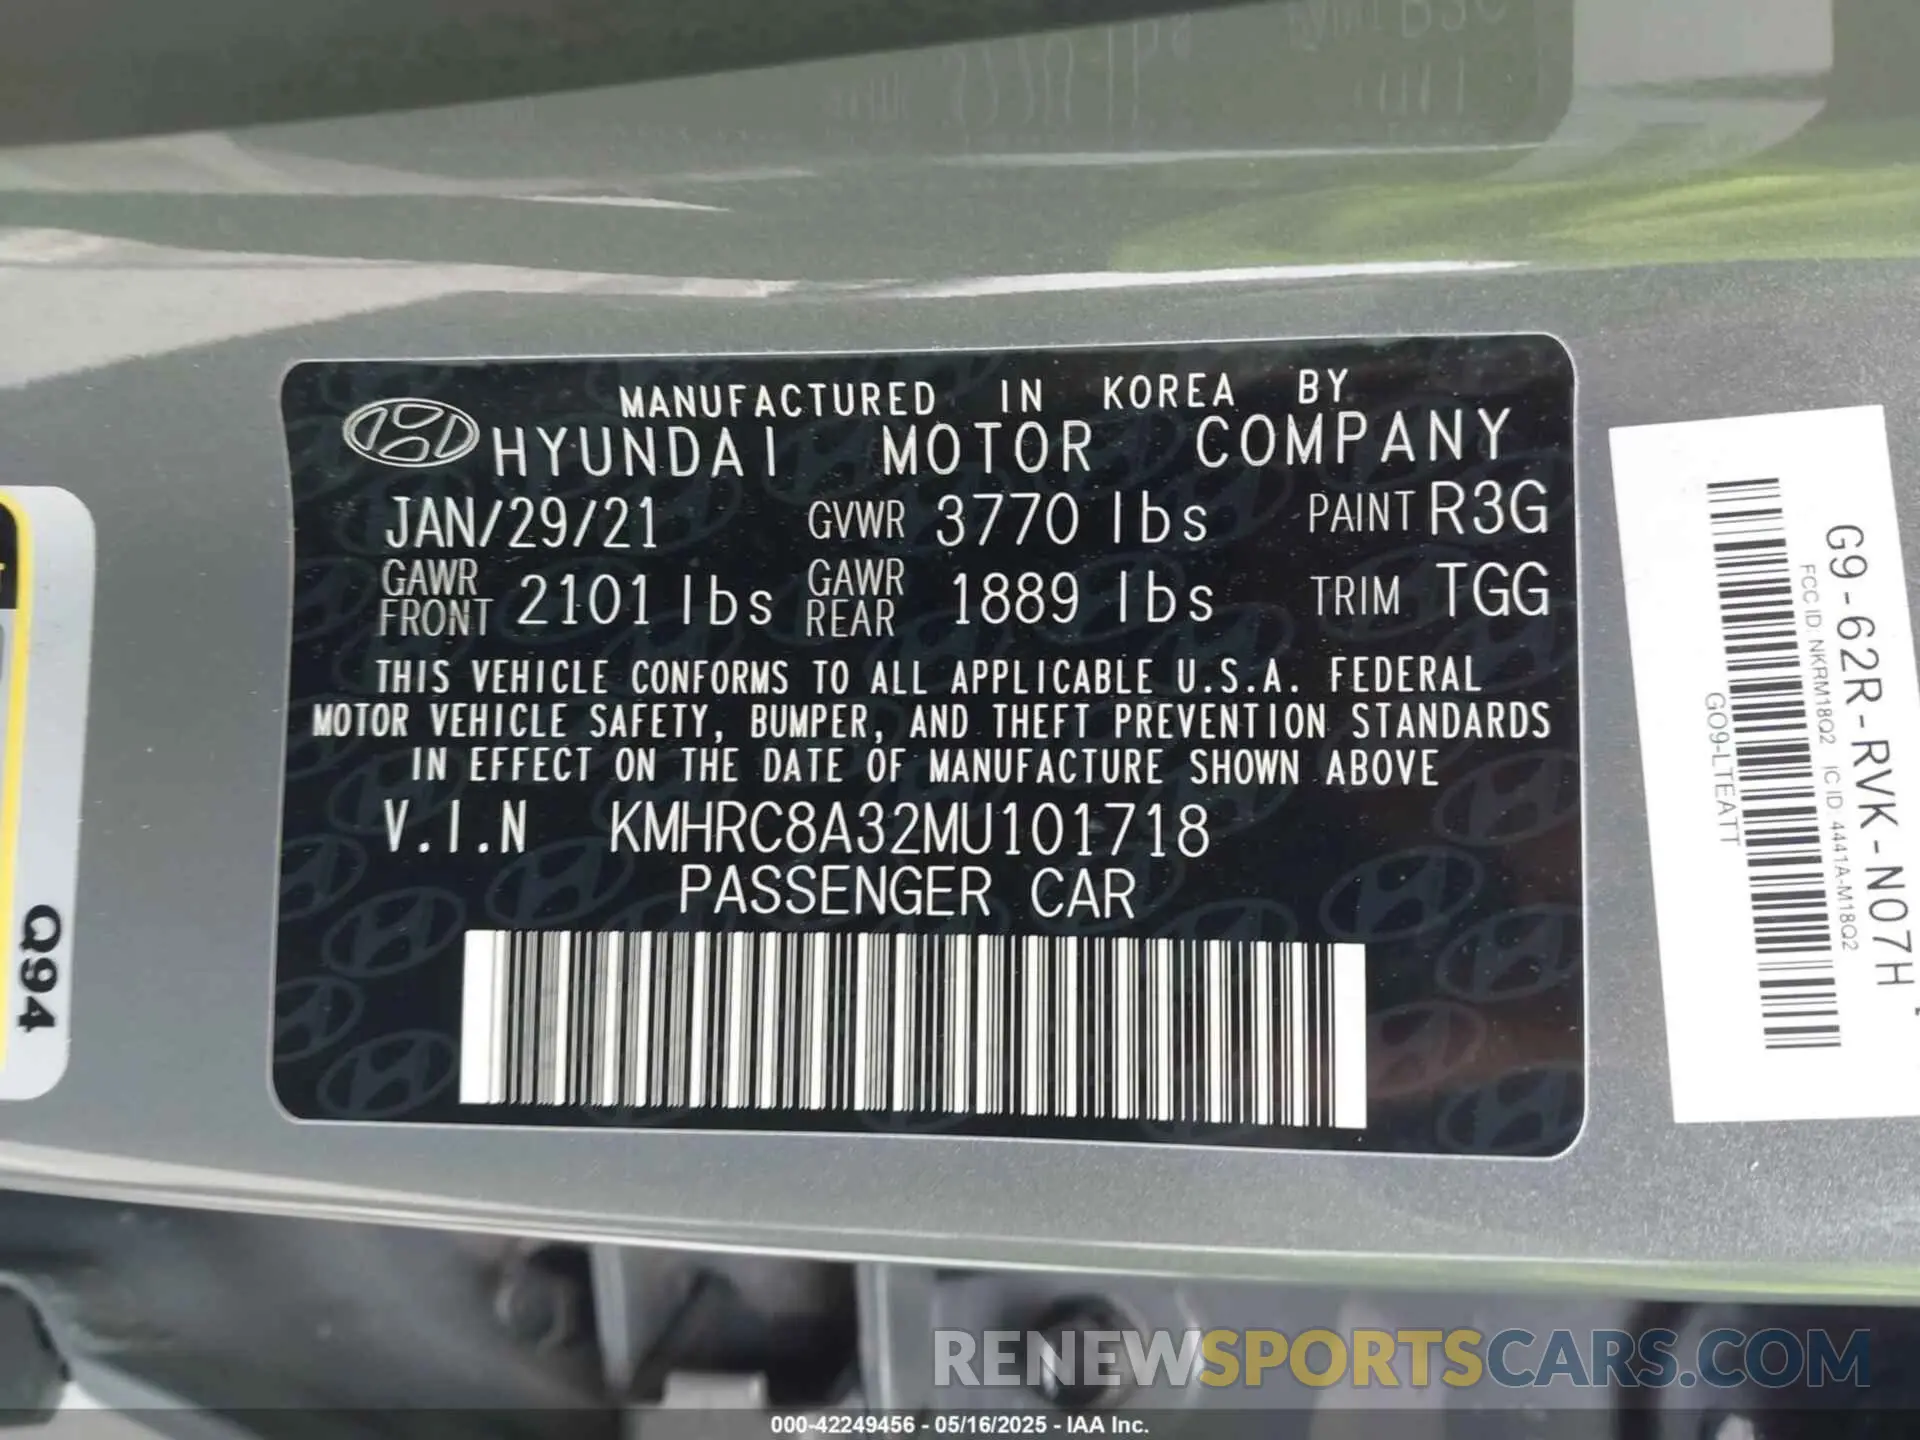 MANUFACTURED IN KOREA BY
HYUNDAI MOTOR COMPANY
JAN/29/21 GVWR 3770 lbs PAINT R3G
GAWR FRONT 2101 lbs GAWR REAR 1889 lbs TRIM TGG
THIS VEHICLE CONFORMS TO ALL APPLICABLE U.S.A. FEDERAL
MOTOR VEHICLE SAFETY, BUMPER, AND THEFT PREVENTION STANDARDS
IN EFFECT ON THE DATE OF MANUFACTURE SHOWN ABOVE
V.I.N KMHRC8A32MU101718
PASSENGER CAR
Q94
G9-62R-RVK-N07H
FCC ID: NKRM18Q2 IC ID 4441A-M18Q2
GO9-LTEATT
RENEWSPORTSCARS.COM
000-42249456 - 05/16/2025 - IAA Inc.